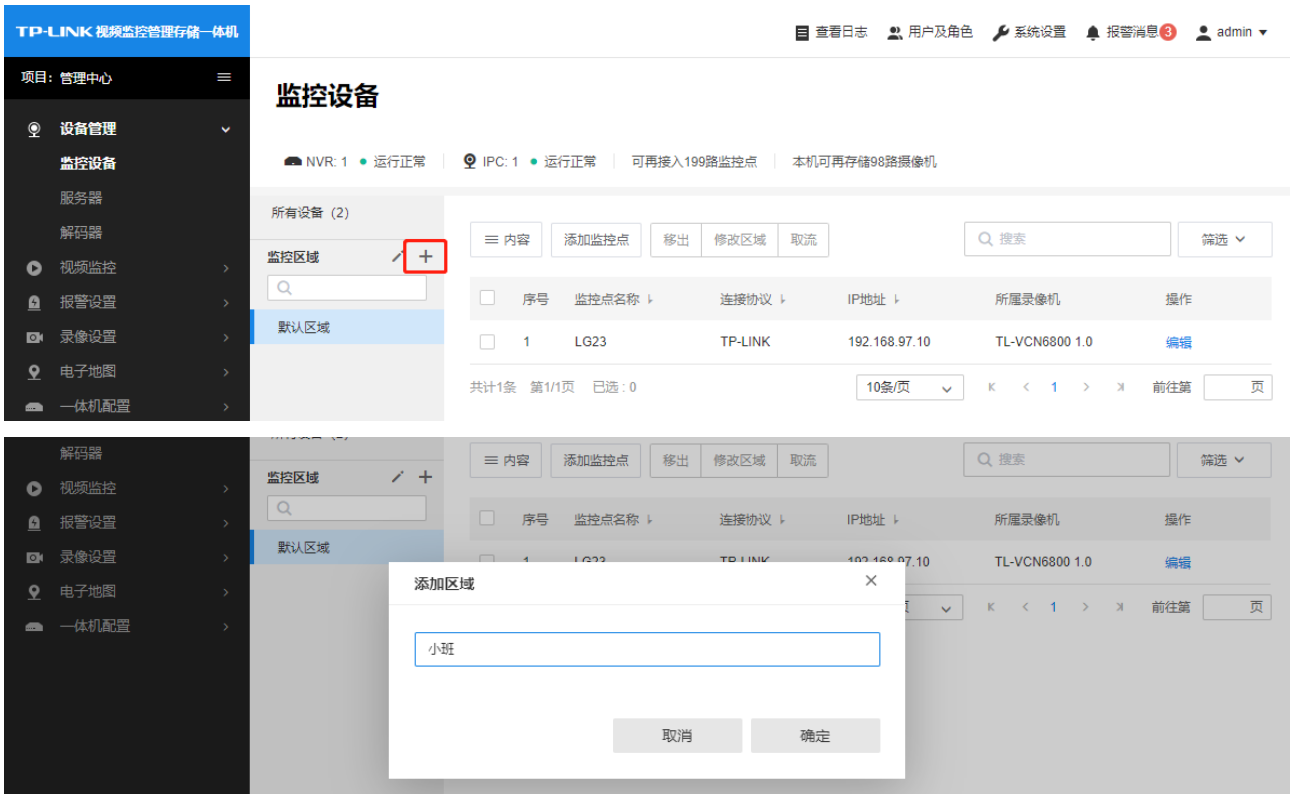 TP-LINK 视频监控管理存储一体机
查看日志 用户及角色 系统设置 报警消息 3 admin
项目: 管理中心
监控设备
设备管理
监控设备
NVR: 1 运行正常 IPC: 1 运行正常 可再接入199路监控点 本机可再存储98路摄像机
服务器
所有设备 (2)
解码器
内容 添加监控点 移出 修改区域 取流 搜索 筛选
监控区域
视频监控
报警设置
序号 监控点名称 连接协议 IP地址 所属录像机 操作
录像设置
默认区域
1 LG23 TP-LINK 192.168.97.10 TL-VCN6800 1.0 编辑
电子地图
共计1条 第1/1页 已选 : 0 10条/页 1 前往第 页
一体机配置
解码器
内容 添加监控点 移出 修改区域 取流 搜索 筛选
监控区域
视频监控
报警设置
序号 监控点名称 连接协议 IP地址 所属录像机 操作
录像设置
默认区域
1 LG23 TP-LINK 192.168.97.10 TL-VCN6800 1.0 编辑
添加区域
电子地图
1 前往第 页
一体机配置
小班
取消 确定